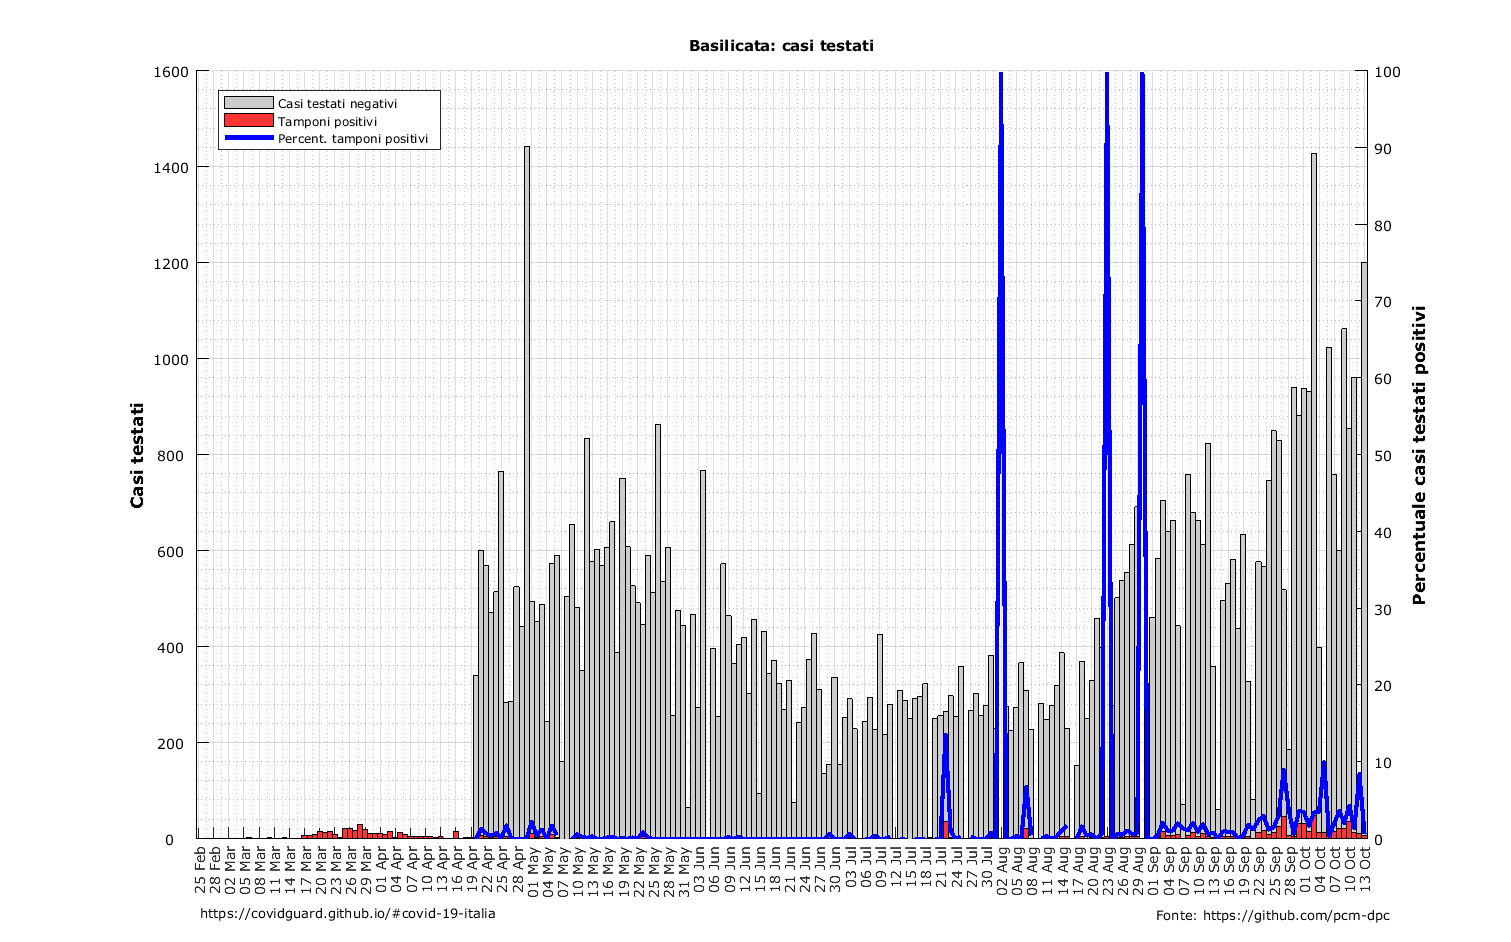 Basilicata: casi testati
Casi testati negativi
Tamponi positivi
Percent. tamponi positivi
Casi testati
1600
1400
1200
1000
800
600
400
200
0
100
90
80
70
60
50
40
30
20
10
0
Percentuale casi testati positivi
25 Feb
28 Feb
02 Mar
05 Mar
08 Mar
11 Mar
14 Mar
17 Mar
20 Mar
23 Mar
26 Mar
29 Mar
01 Apr
04 Apr
07 Apr
10 Apr
13 Apr
16 Apr
19 Apr
22 Apr
25 Apr
28 Apr
01 May
04 May
07 May
10 May
13 May
16 May
19 May
22 May
25 May
28 May
31 May
03 Jun
06 Jun
09 Jun
12 Jun
15 Jun
18 Jun
21 Jun
24 Jun
27 Jun
30 Jun
03 Jul
06 Jul
09 Jul
12 Jul
15 Jul
18 Jul
21 Jul
24 Jul
27 Jul
30 Jul
02 Aug
05 Aug
08 Aug
11 Aug
14 Aug
17 Aug
20 Aug
23 Aug
26 Aug
29 Aug
01 Sep
04 Sep
07 Sep
10 Sep
13 Sep
16 Sep
19 Sep
22 Sep
25 Sep
28 Sep
01 Oct
04 Oct
07 Oct
10 Oct
13 Oct
https://covidguard.github.io/#covid-19-italia
Fonte: https://github.com/pcm-dpc